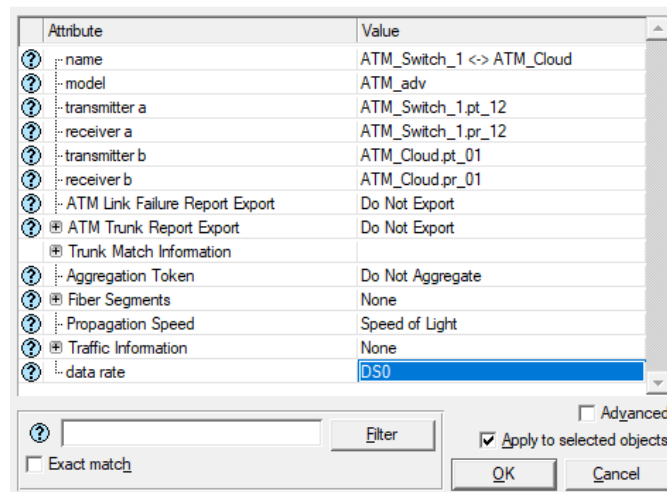 Attribute Value
name ATM_Switch_1 <-> ATM_Cloud
model ATM_adv
transmitter a ATM_Switch_1.pt_12
receiver a ATM_Switch_1.pr_12
transmitter b ATM_Cloud.pt_01
receiver b ATM_Cloud.pr_01
ATM Link Failure Report Export Do Not Export
ATM Trunk Report Export Do Not Export
Trunk Match Information
Aggregation Token Do Not Aggregate
Fiber Segments None
Propagation Speed Speed of Light
Traffic Information None
data rate DS0
Advanced
Filter Apply to selected objects
Exact match
OK Cancel